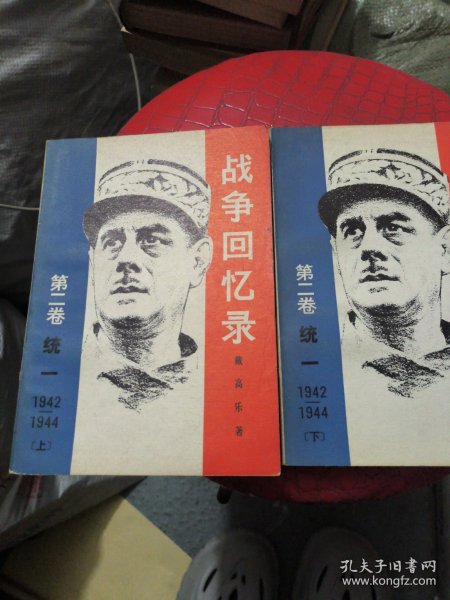 战争回忆录
戴高乐著
第二卷 统一
1942
1944
〔上〕
第二卷 统一
1942
1944
〔下〕
孔夫子旧书网
www.kongfz.com